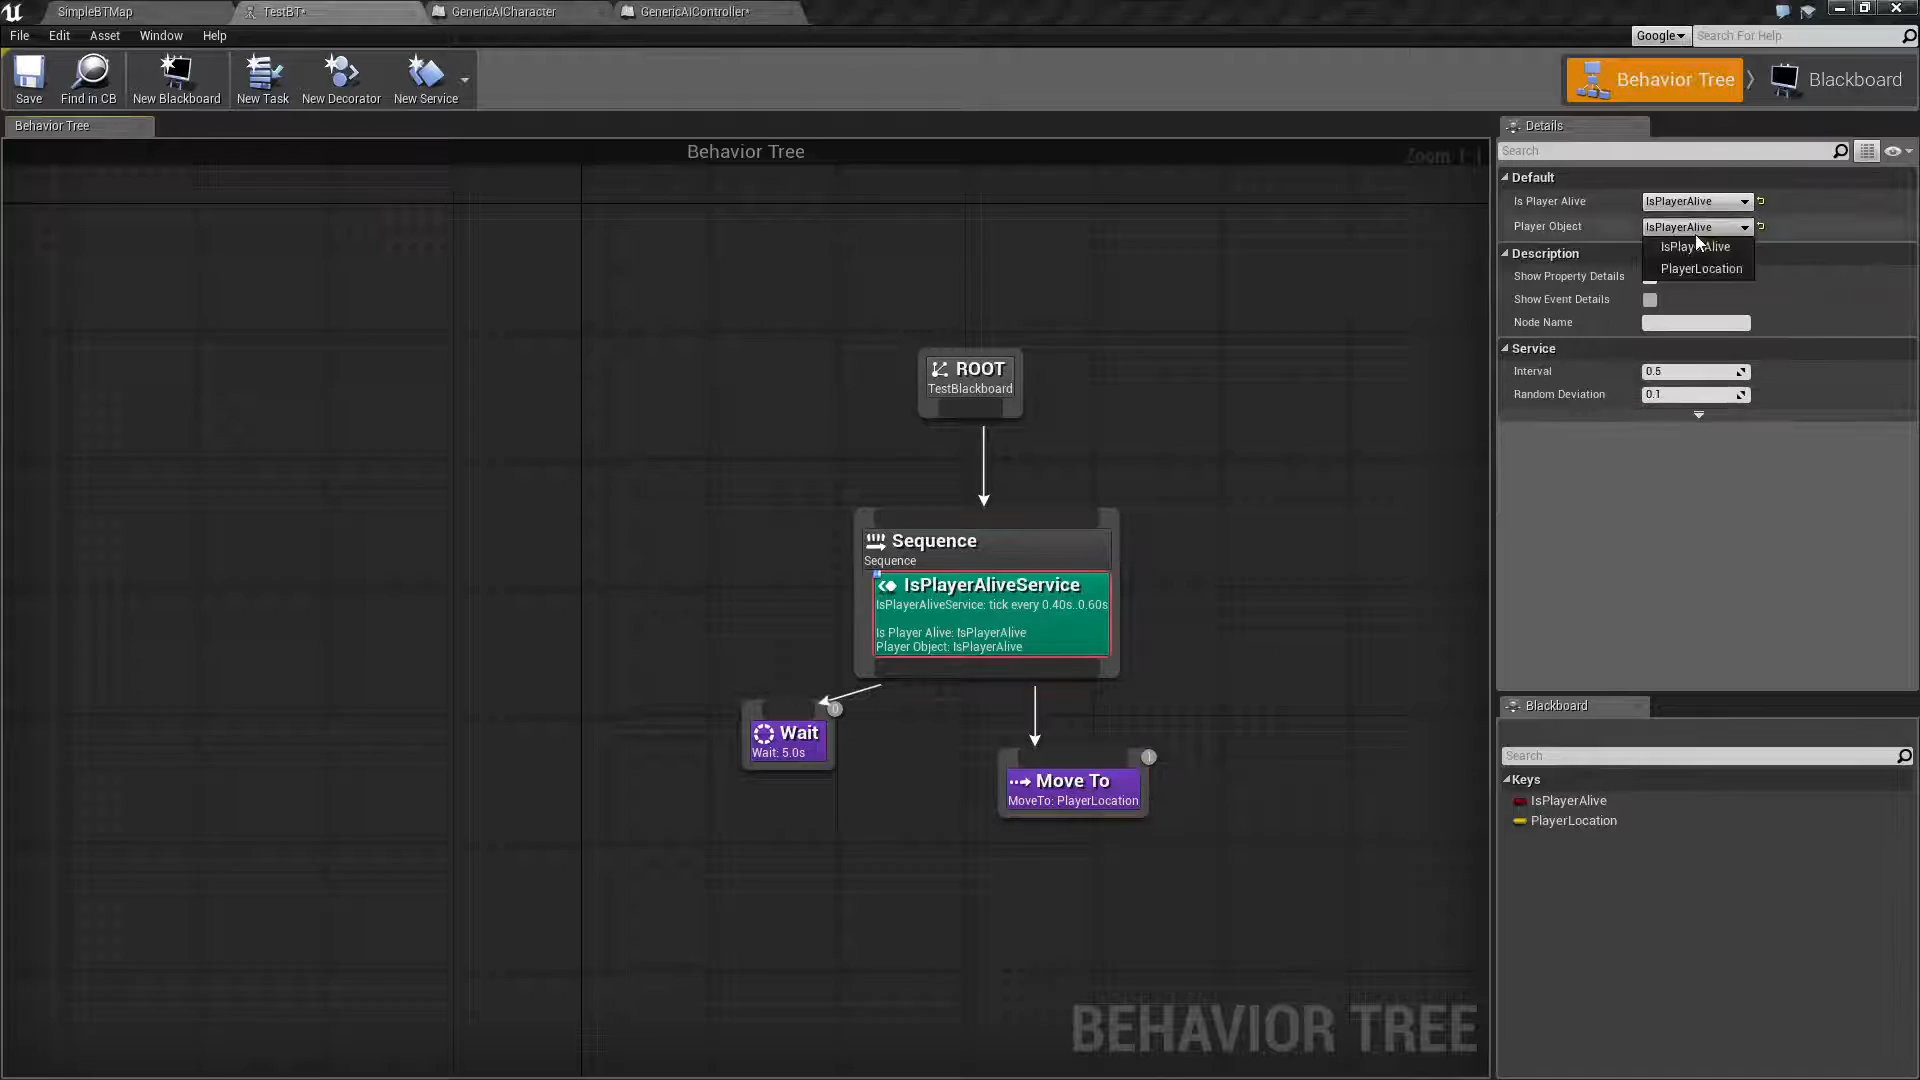 SimpleBTMap
TestBT*
GenericAICharacter
GenericAIController*
File Edit Asset Window Help
Google
Search For Help
Save
Find in CB
New Blackboard
New Task
New Decorator
New Service
Behavior Tree
Blackboard
Behavior Tree
Behavior Tree
Details
Search
Default
Is Player Alive
IsPlayerAlive
Player Object
IsPlayerAlive
IsPlayerAlive
PlayerLocation
Description
Show Property Details
Show Event Details
Node Name
Service
Interval
0.5
Random Deviation
0.1
ROOT
TestBlackboard
Sequence
Sequence
IsPlayerAliveService
IsPlayerAliveService: tick every 0.40s..0.60s
Is Player Alive: IsPlayerAlive
Player Object: IsPlayerAlive
0
Wait
Wait: 5.0s
1
Move To
MoveTo: PlayerLocation
Blackboard
Search
Keys
IsPlayerAlive
PlayerLocation
BEHAVIOR TREE